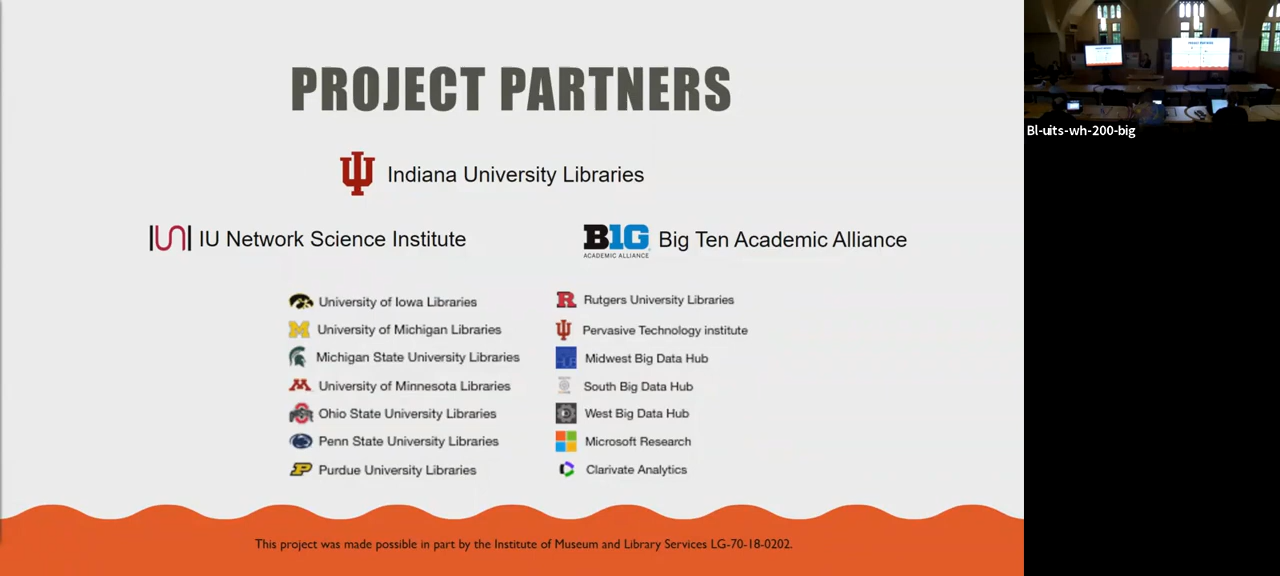 PROJECT PARTNERS
Indiana University Libraries
IU Network Science Institute
B1G Big Ten Academic Alliance
ACADEMIC ALLIANCE
University of Iowa Libraries
University of Michigan Libraries
Michigan State University Libraries
University of Minnesota Libraries
Ohio State University Libraries
Penn State University Libraries
Purdue University Libraries
Rutgers University Libraries
Pervasive Technology institute
Midwest Big Data Hub
South Big Data Hub
West Big Data Hub
Microsoft Research
Clarivate Analytics
This project was made possible in part by the Institute of Museum and Library Services LG-70-18-0202.
Bl-uits-wh-200-big